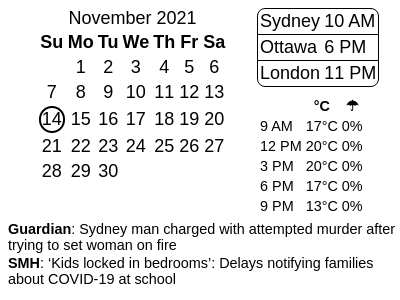 November 2021
Su Mo Tu We Th Fr Sa
1 2 3 4 5 6
7 8 9 10 11 12 13
14 15 16 17 18 19 20
21 22 23 24 25 26 27
28 29 30
Sydney 10 AM
Ottawa 6 PM
London 11 PM
°C ☂
9 AM 17°C 0%
12 PM 20°C 0%
3 PM 20°C 0%
6 PM 17°C 0%
9 PM 13°C 0%
Guardian: Sydney man charged with attempted murder after
trying to set woman on fire
SMH: ‘Kids locked in bedrooms’: Delays notifying families
about COVID-19 at school